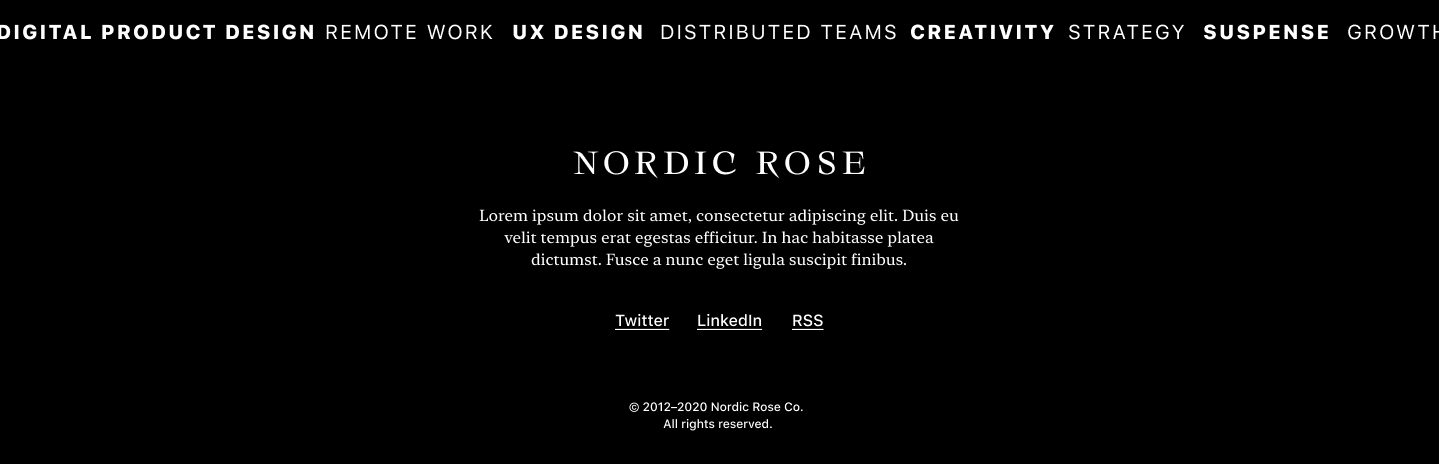 DIGITAL PRODUCT DESIGN REMOTE WORK UX DESIGN DISTRIBUTED TEAMS CREATIVITY STRATEGY SUSPENSE GROWTH
NORDIC ROSE
Lorem ipsum dolor sit amet, consectetur adipiscing elit. Duis eu
velit tempus erat egestas efficitur. In hac habitasse platea
dictumst. Fusce a nunc eget ligula suscipit finibus.
Twitter LinkedIn RSS
© 2012–2020 Nordic Rose Co.
All rights reserved.